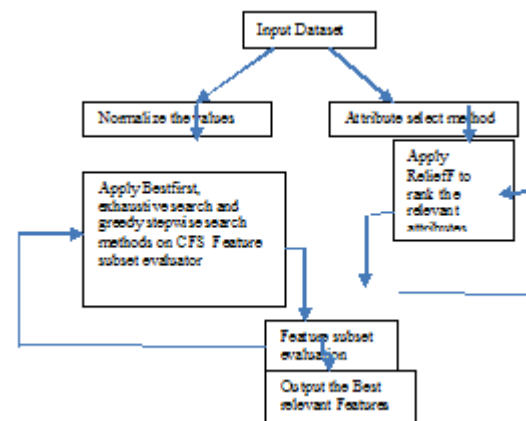 Input Dataset
Normalize the values
Attribute select method
Apply
ReliefF to
rank the
relevant
attributes
Apply Bestfirst,
exhaustive search and
greedy stepwise search
methods on CFS Feature
subset evaluator
Feature subset
evaluation
Output the Best
relevant Features